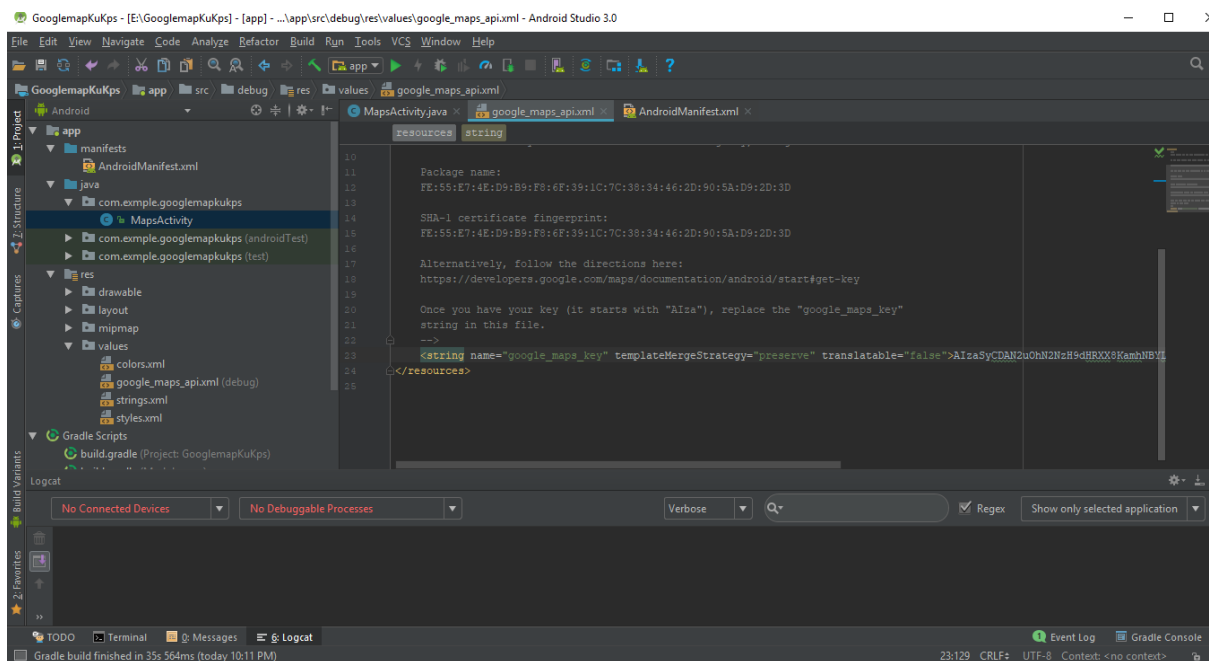 GooglemapKuKps - [E:\GooglemapKuKps] - [app] - ...\app\src\debug\res\values\google_maps_api.xml - Android Studio 3.0
File Edit View Navigate Code Analyze Refactor Build Run Tools VCS Window Help
app
GooglemapKuKps app src debug res values google_maps_api.xml
1: Project
Android
MapsActivity.java google_maps_api.xml AndroidManifest.xml
app
resources string
manifests
AndroidManifest.xml
java
com.exmple.googlemapkukps
MapsActivity
com.exmple.googlemapkukps (androidTest)
com.exmple.googlemapkukps (test)
res
drawable
layout
mipmap
values
colors.xml
google_maps_api.xml (debug)
strings.xml
styles.xml
Gradle Scripts
build.gradle (Project: GooglemapKuKps)
7: Structure
Captures
Build Variants
2: Favorites
10
11 Package name:
12 FE:55:E7:4E:D9:B9:F8:6F:39:1C:7C:38:34:46:2D:90:5A:D9:2D:3D
13
14 SHA-1 certificate fingerprint:
15 FE:55:E7:4E:D9:B9:F8:6F:39:1C:7C:38:34:46:2D:90:5A:D9:2D:3D
16
17 Alternatively, follow the directions here:
18 https://developers.google.com/maps/documentation/android/start#get-key
19
20 Once you have your key (it starts with "AIza"), replace the "google_maps_key"
21 string in this file.
22 -->
23 <string name="google_maps_key" templateMergeStrategy="preserve" translatable="false">AIzaSyCDAN2uOhN2NzH9dHRXX8KamhNBYL
24 </resources>
25
Logcat
No Connected Devices No Debuggable Processes Verbose Regex Show only selected application
TODO Terminal 0: Messages 6: Logcat 1 Event Log Gradle Console
Gradle build finished in 35s 564ms (today 10:11 PM) 23:129 CRLF UTF-8 Context: <no context>